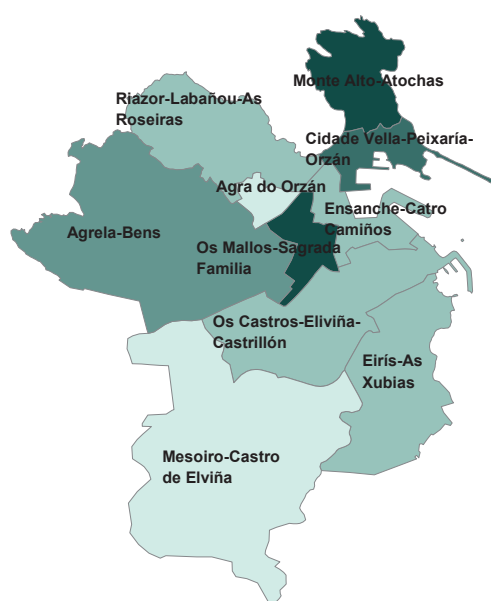 Monte Alto-Atochas
Riazor-Labañou-As
Roseiras
Cidade Vella-Peixaría-
Orzán
Agra do Orzán
Ensanche-Catro
Camiños
Agrela-Bens
Os Mallos-Sagrada
Familia
Os Castros-Eliviña-
Castrillón
Eirís-As
Xubias
Mesoiro-Castro
de Elviña